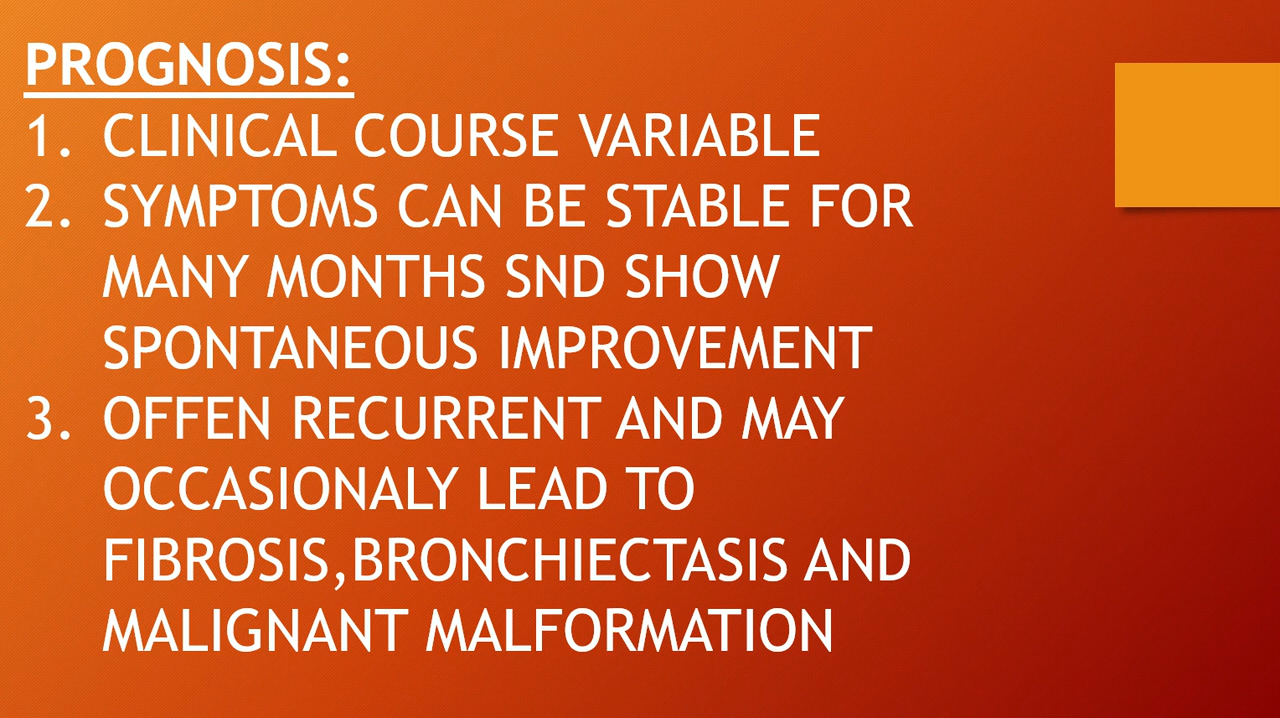 PROGNOSIS:
1. CLINICAL COURSE VARIABLE
2. SYMPTOMS CAN BE STABLE FOR
MANY MONTHS SND SHOW
SPONTANEOUS IMPROVEMENT
3. OFFEN RECURRENT AND MAY
OCCASIONALY LEAD TO
FIBROSIS,BRONCHIECTASIS AND
MALIGNANT MALFORMATION